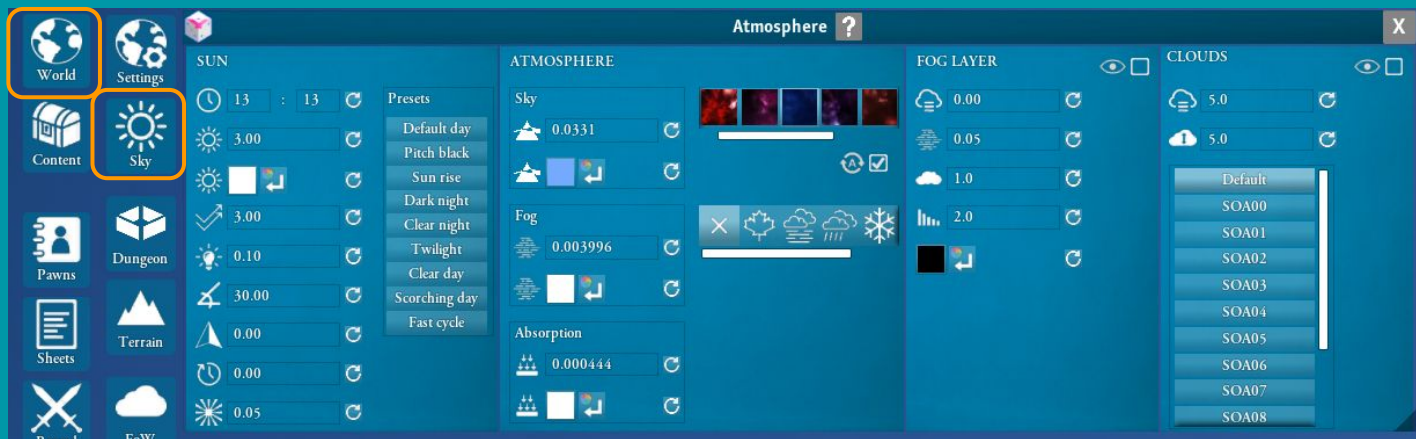 World
Settings
Content
Sky
Pawns
Dungeon
Sheets
Terrain
Atmosphere ?
X
SUN
13 : 13
3.00
3.00
0.10
30.00
0.00
0.00
0.05
Presets
Default day
Pitch black
Sun rise
Dark night
Clear night
Twilight
Clear day
Scorching day
Fast cycle
ATMOSPHERE
Sky
0.0331
Fog
0.003996
Absorption
0.000444
A
FOG LAYER
0.00
0.05
1.0
2.0
CLOUDS
5.0
5.0
Default
SOA00
SOA01
SOA02
SOA03
SOA04
SOA05
SOA06
SOA07
SOA08